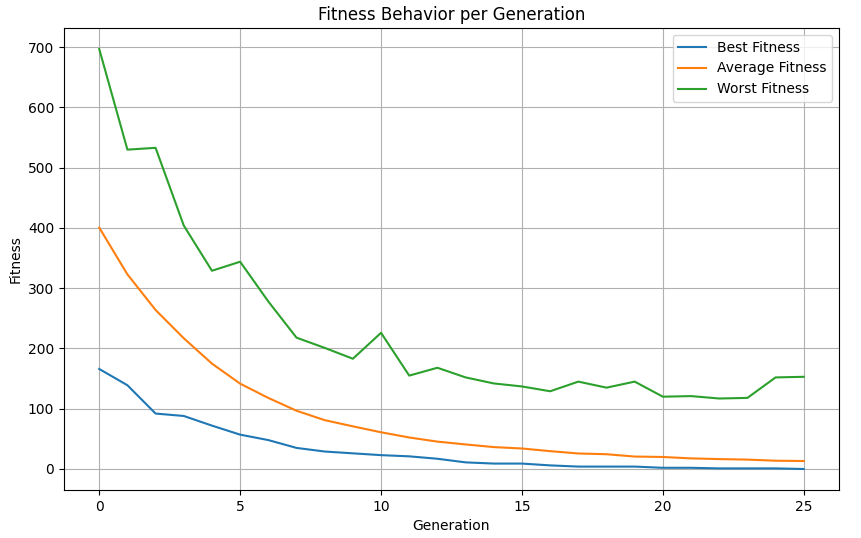 Fitness Behavior per Generation
Best Fitness
Average Fitness
Worst Fitness
700
600
500
400
300
200
100
0
Fitness
0 5 10 15 20 25
Generation